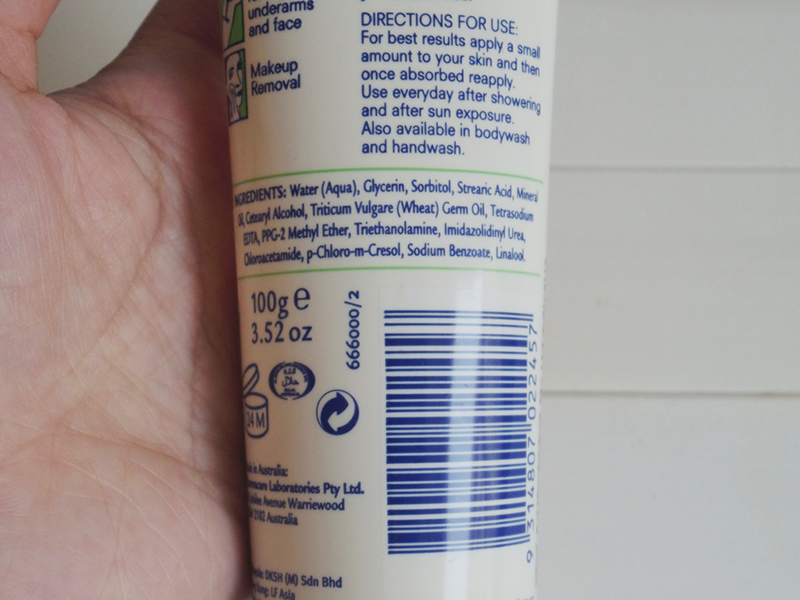 underarms
and face
Makeup
Removal
DIRECTIONS FOR USE:
For best results apply a small
amount to your skin and then
once absorbed reapply.
Use everyday after showering
and after sun exposure.
Also available in bodywash
and handwash.
INGREDIENTS: Water (Aqua), Glycerin, Sorbitol, Strearic Acid, Mineral
Oil, Cetearyl Alcohol, Triticum Vulgare (Wheat) Germ Oil, Tetrasodium
EDTA, PPG-2 Methyl Ether, Triethanolamine, Imidazolidinyl Urea,
Chloroacetamide, p-Chloro-m-Cresol, Sodium Benzoate, Linalool.
100g e
3.52 oz
666000/2
حلال
24 M
9 314807 022457
in Australia:
Laboratories Pty Ltd.
Avenue Warriewood
2102 Australia
DKSH (M) Sdn Bhd
LF Asia